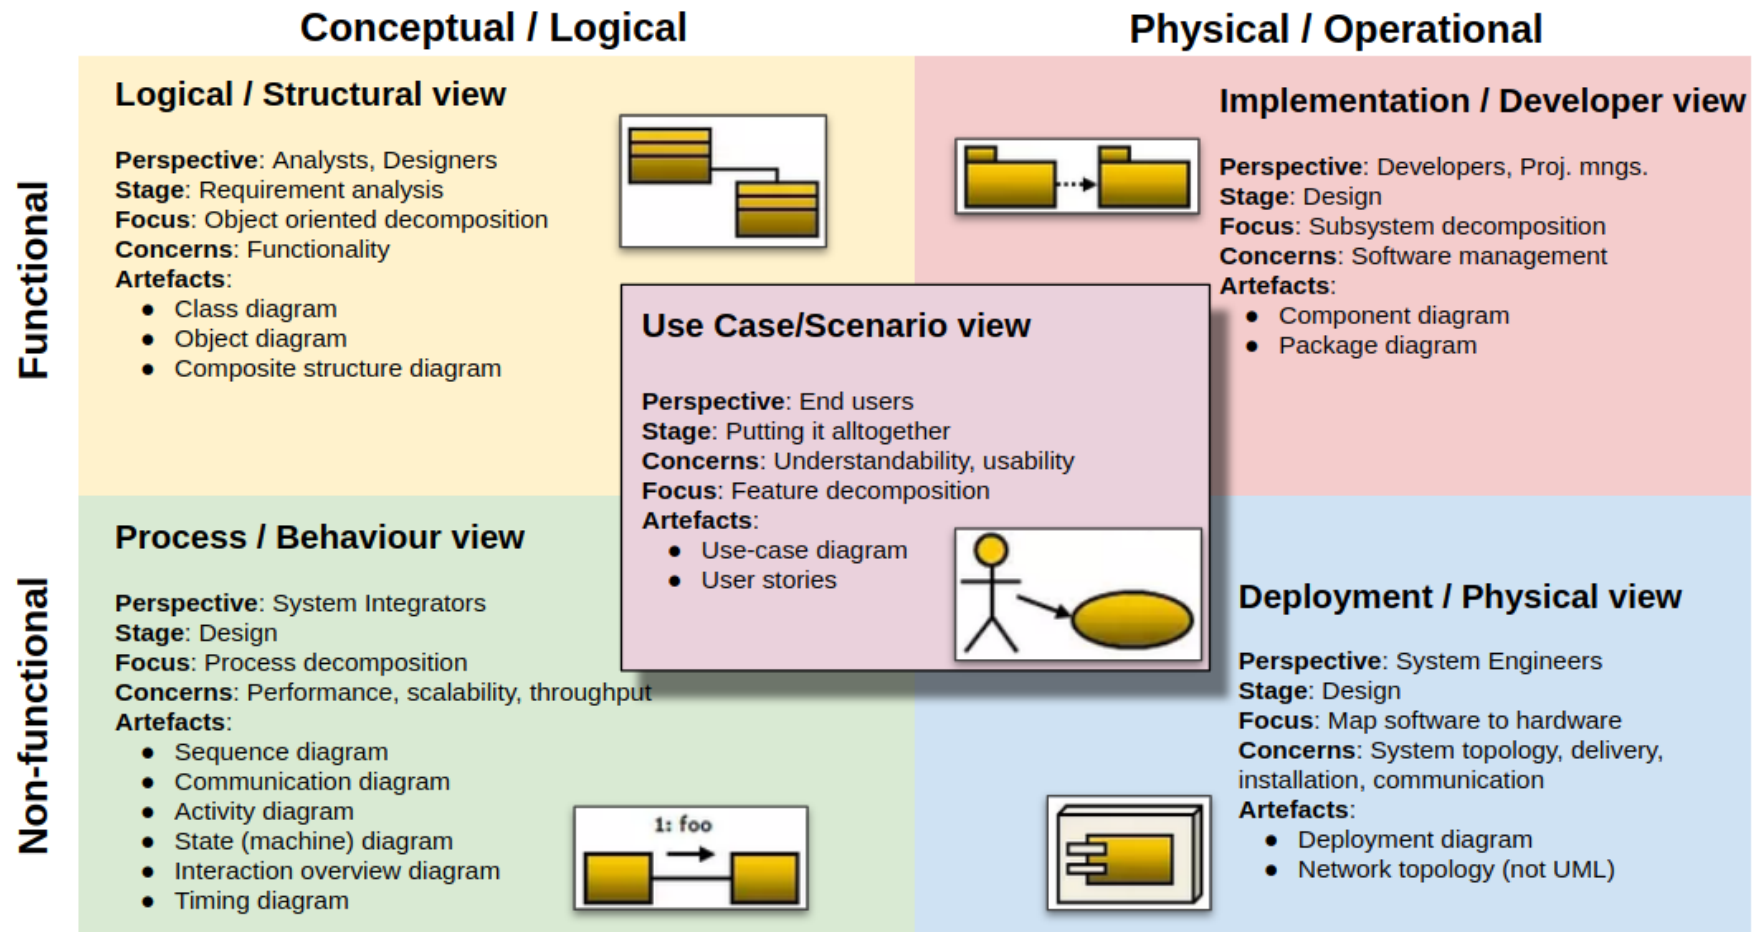 Conceptual / Logical
Physical / Operational
Functional
Non-functional
Logical / Structural view
Perspective: Analysts, Designers
Stage: Requirement analysis
Focus: Object oriented decomposition
Concerns: Functionality
Artefacts:
● Class diagram
● Object diagram
● Composite structure diagram
Implementation / Developer view
Perspective: Developers, Proj. mngs.
Stage: Design
Focus: Subsystem decomposition
Concerns: Software management
Artefacts:
● Component diagram
● Package diagram
Use Case/Scenario view
Perspective: End users
Stage: Putting it alltogether
Concerns: Understandability, usability
Focus: Feature decomposition
Artefacts:
● Use-case diagram
● User stories
Process / Behaviour view
Perspective: System Integrators
Stage: Design
Focus: Process decomposition
Concerns: Performance, scalability, throughput
Artefacts:
● Sequence diagram
● Communication diagram
● Activity diagram
● State (machine) diagram
● Interaction overview diagram
● Timing diagram
1: foo
Deployment / Physical view
Perspective: System Engineers
Stage: Design
Focus: Map software to hardware
Concerns: System topology, delivery,
installation, communication
Artefacts:
● Deployment diagram
● Network topology (not UML)